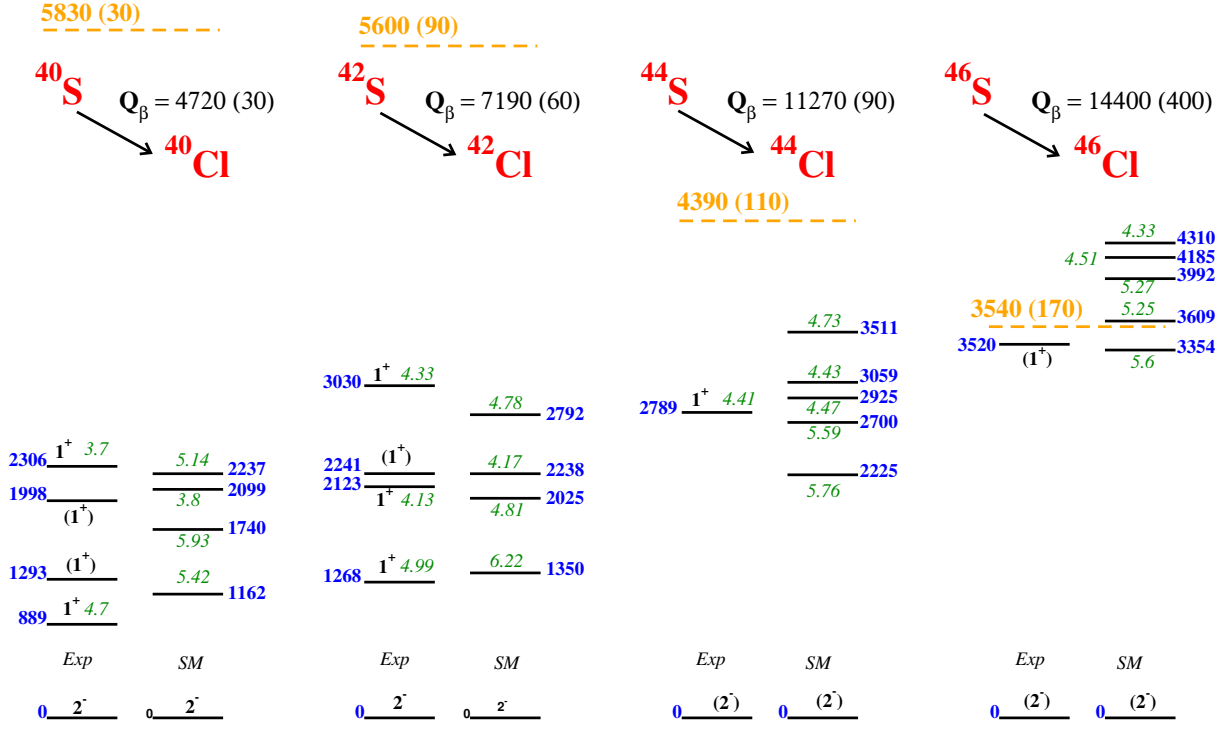 5830 (30)
⁴⁰S
Qβ = 4720 (30)
⁴⁰Cl
2306 1⁺ 3.7
1998
(1⁺)
1293 (1⁺)
889 1⁺ 4.7
5.14
2237
2099
3.8
1740
5.93
5.42
1162
Exp SM
0 2⁻ 0 2⁻
5600 (90)
⁴²S
Qβ = 7190 (60)
⁴²Cl
3030 1⁺ 4.33
2241 (1⁺)
2123
1⁺ 4.13
1268 1⁺ 4.99
4.78
2792
4.17
2238
2025
4.81
6.22
1350
Exp SM
0 2⁻ 0 2⁻
⁴⁴S
Qβ = 11270 (90)
⁴⁴Cl
4390 (110)
2789 1⁺ 4.41
4.73
3511
4.43
3059
2925
4.47
2700
5.59
2225
5.76
Exp SM
0 (2⁻) 0 (2⁻)
⁴⁶S
Qβ = 14400 (400)
⁴⁶Cl
3540 (170)
3520
(1⁺)
4.33
4310
4.51
4185
3992
5.27
5.25
3609
3354
5.6
Exp SM
0 (2⁻) 0 (2⁻)